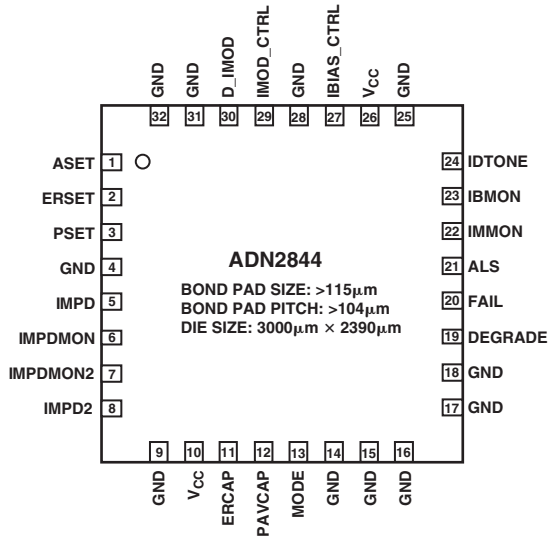 GND
GND
D_IMOD
IMOD_CTRL
GND
IBIAS_CTRL
VCC
GND
32
31
30
29
28
27
26
25
ASET 1
ERSET 2
PSET 3
GND 4
IMPD 5
IMPDMON 6
IMPDMON2 7
IMPD2 8
ADN2844
BOND PAD SIZE: >115μm
BOND PAD PITCH: >104μm
DIE SIZE: 3000μm × 2390μm
24 IDTONE
23 IBMON
22 IMMON
21 ALS
20 FAIL
19 DEGRADE
18 GND
17 GND
9
10
11
12
13
14
15
16
GND
VCC
ERCAP
PAVCAP
MODE
GND
GND
GND